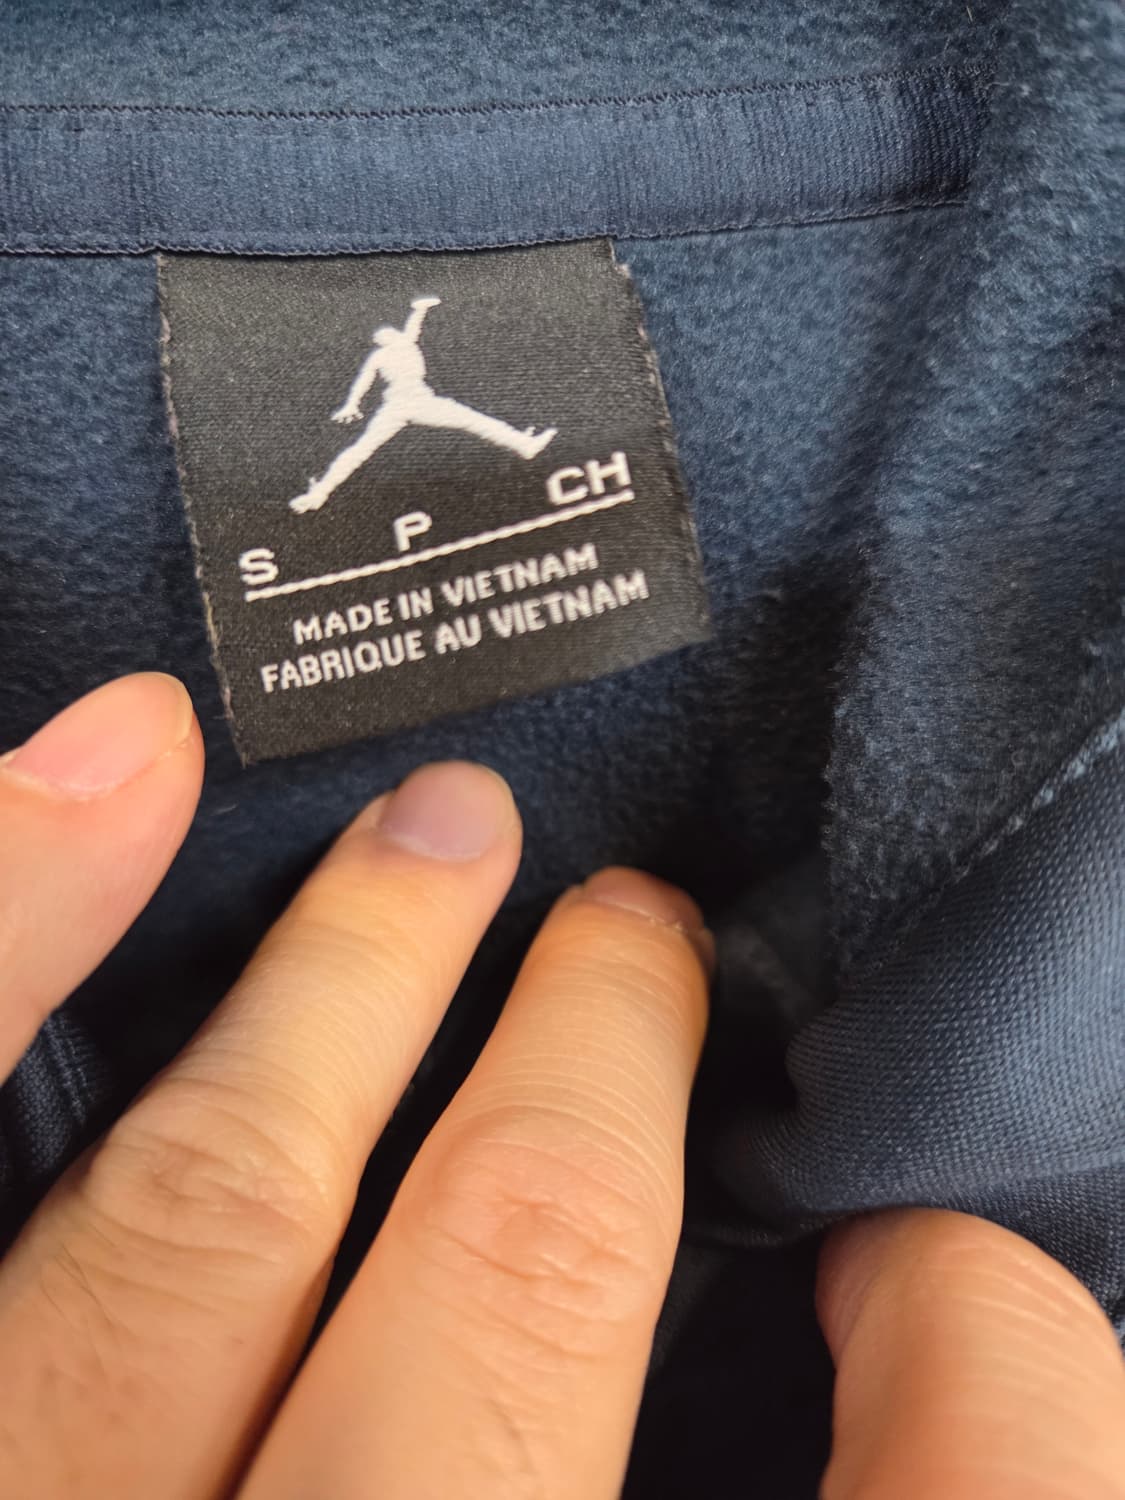 S P CH
MADE IN VIETNAM
FABRIQUE AU VIETNAM